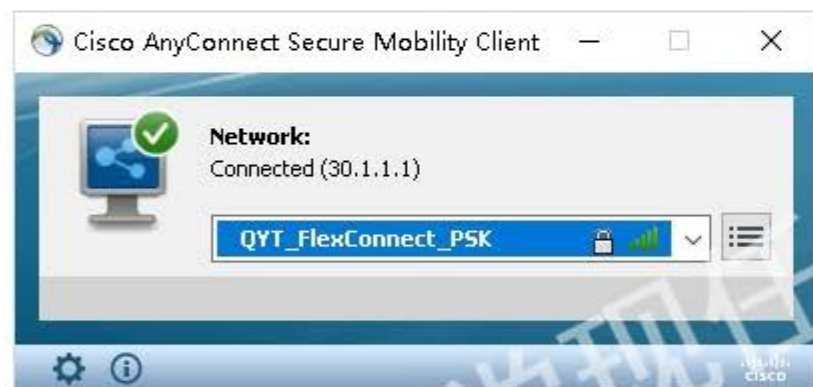 Cisco AnyConnect Secure Mobility Client
Network:
Connected (30.1.1.1)
QYT_FlexConnect_PSK
cisco